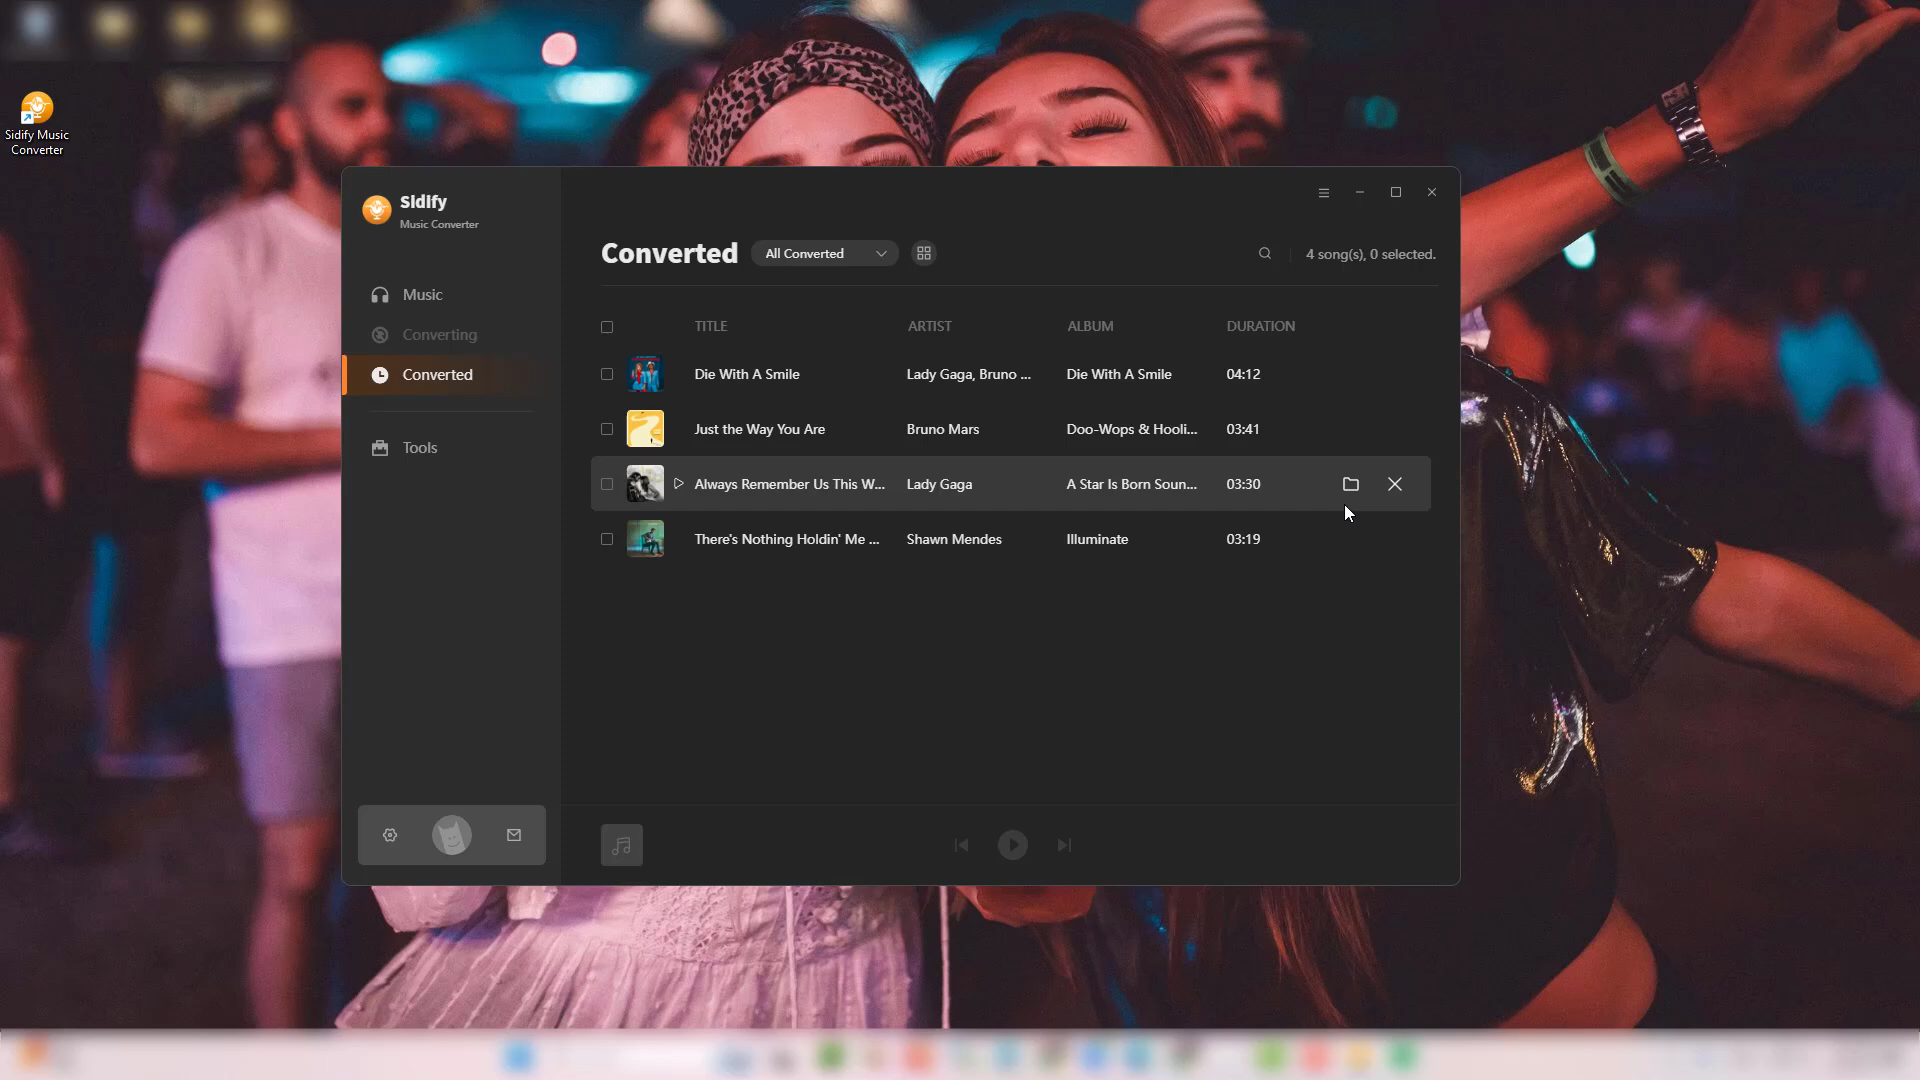 Sidify Music
Converter
Sidify
Music Converter
Music
Converting
Converted
Tools
Converted
All Converted
4 song(s), 0 selected.
TITLE ARTIST ALBUM DURATION
Die With A Smile Lady Gaga, Bruno ... Die With A Smile 04:12
Just the Way You Are Bruno Mars Doo-Wops & Hooli... 03:41
Always Remember Us This W... Lady Gaga A Star Is Born Soun... 03:30
There's Nothing Holdin' Me ... Shawn Mendes Illuminate 03:19